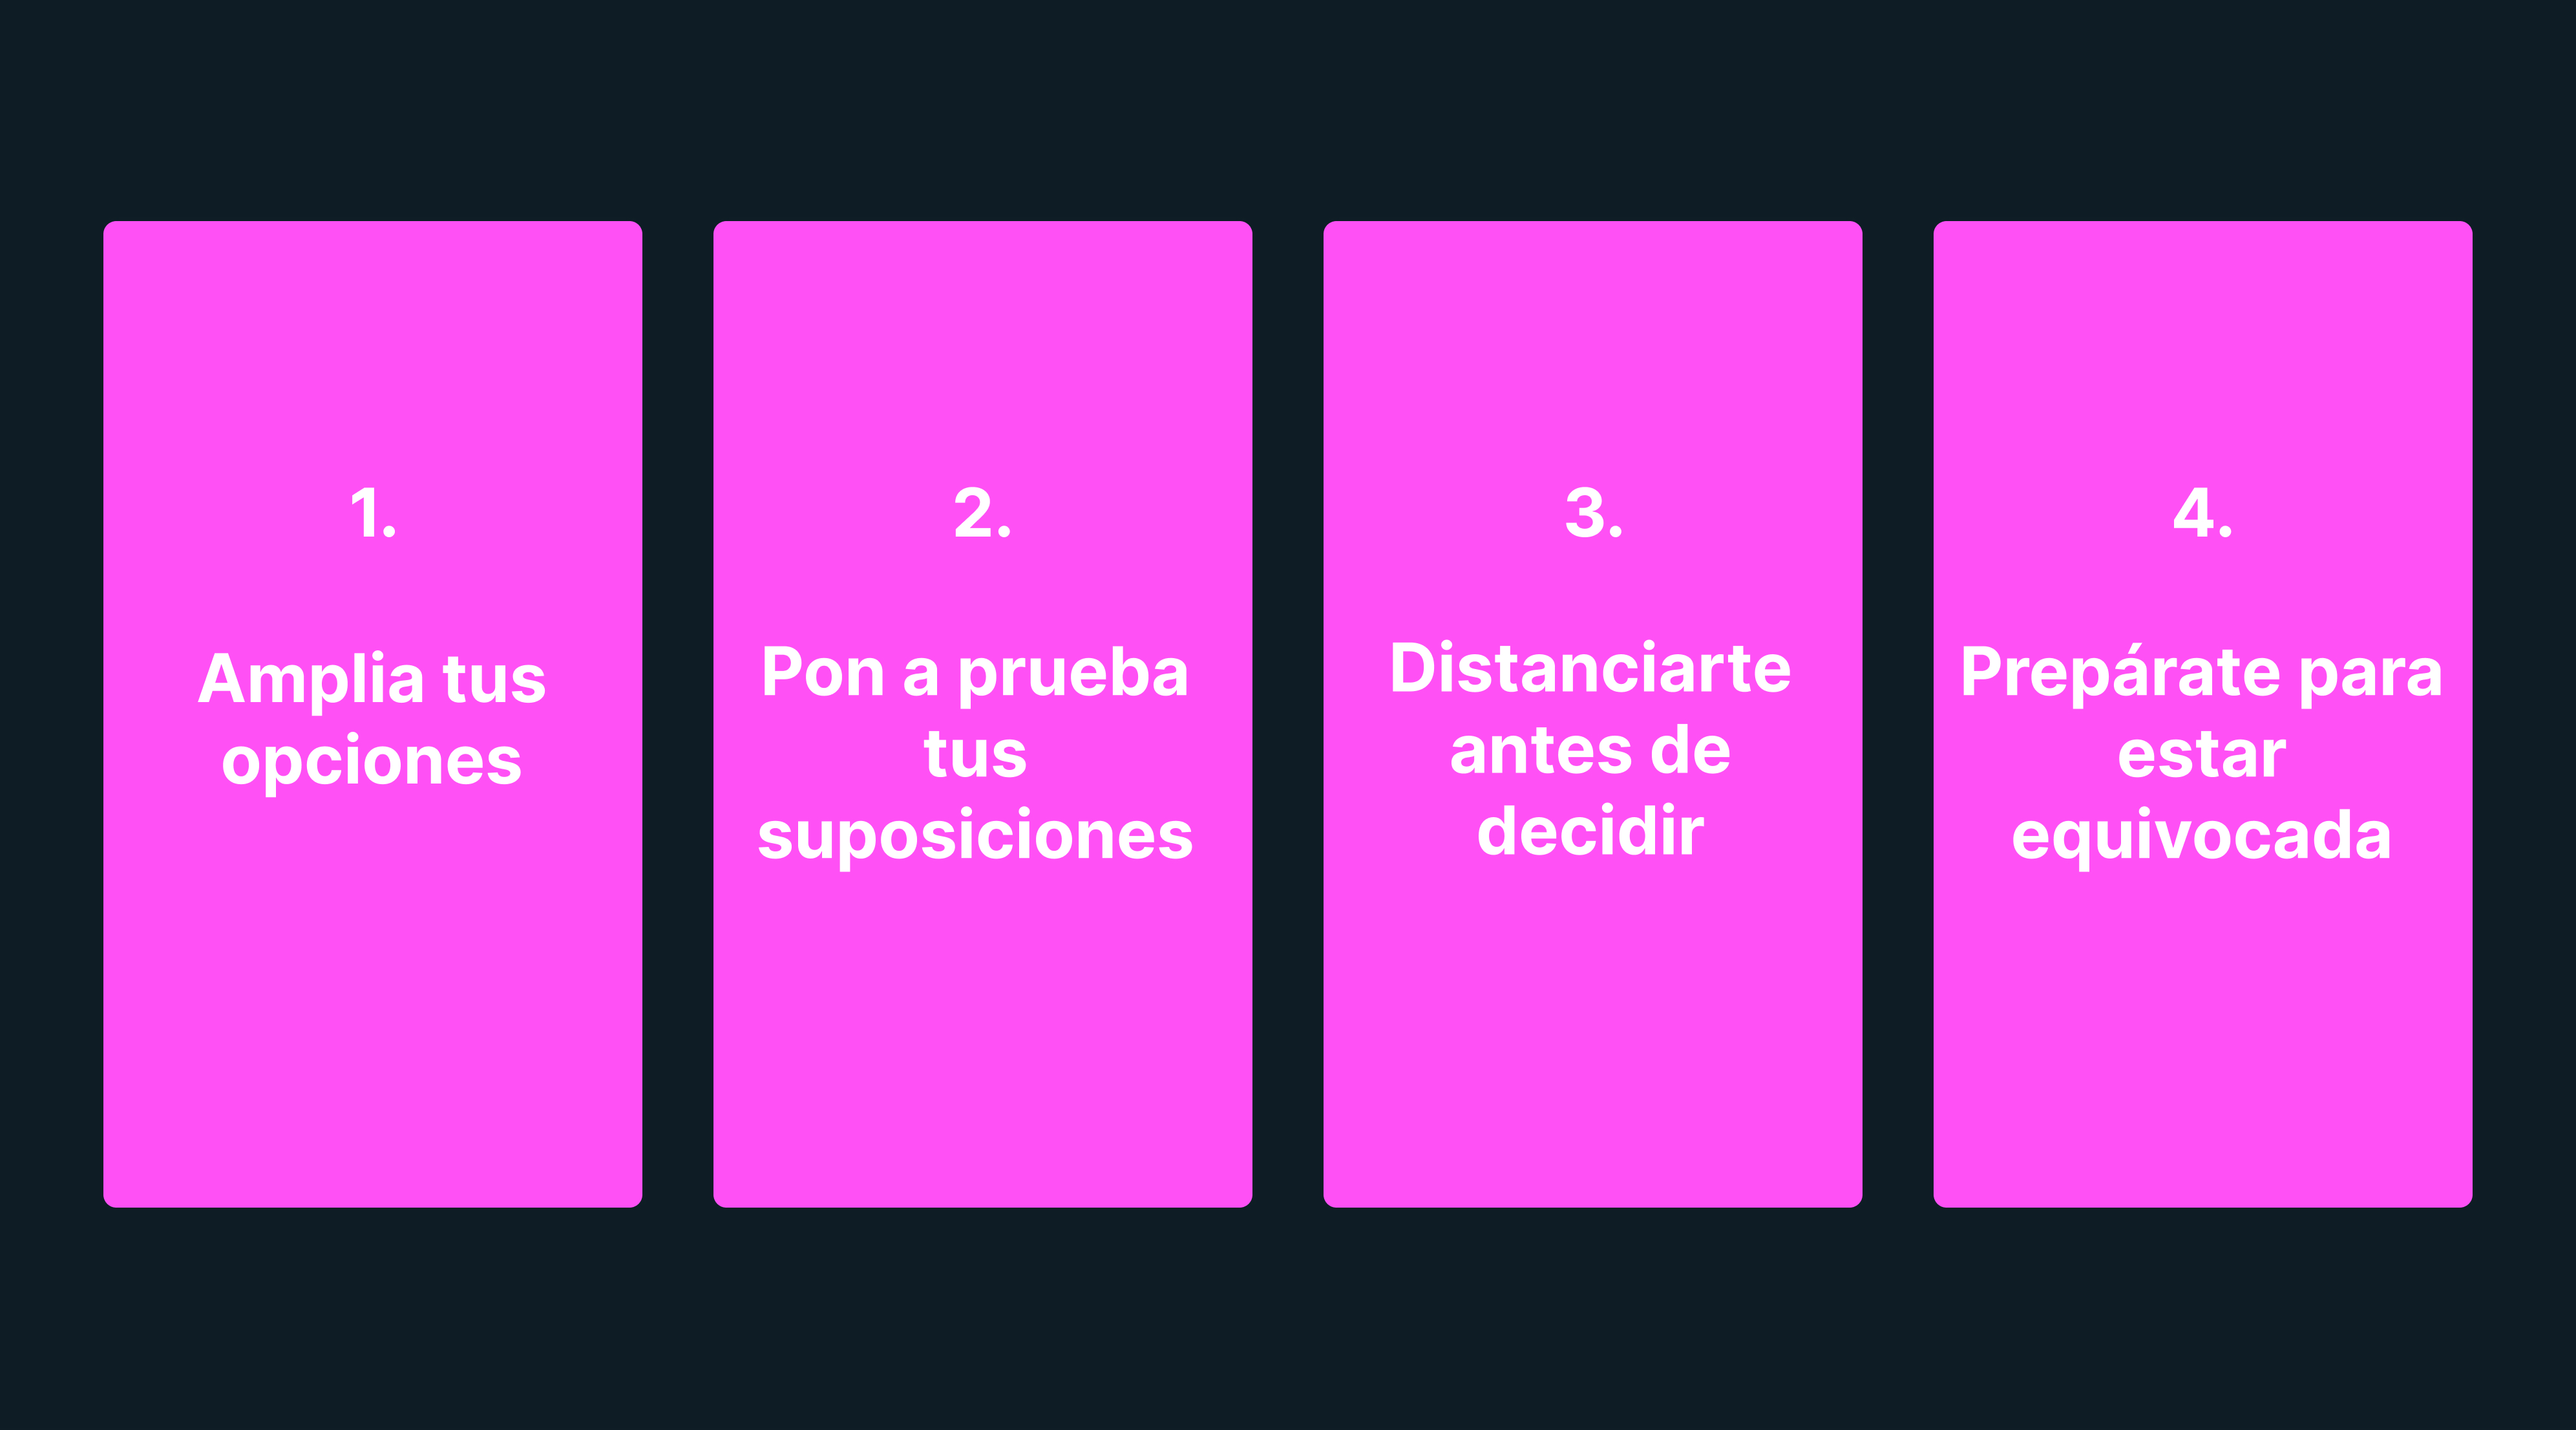 1.
Amplia tus
opciones
2.
Pon a prueba
tus
suposiciones
3.
Distanciarte
antes de
decidir
4.
Prepárate para
estar
equivocada